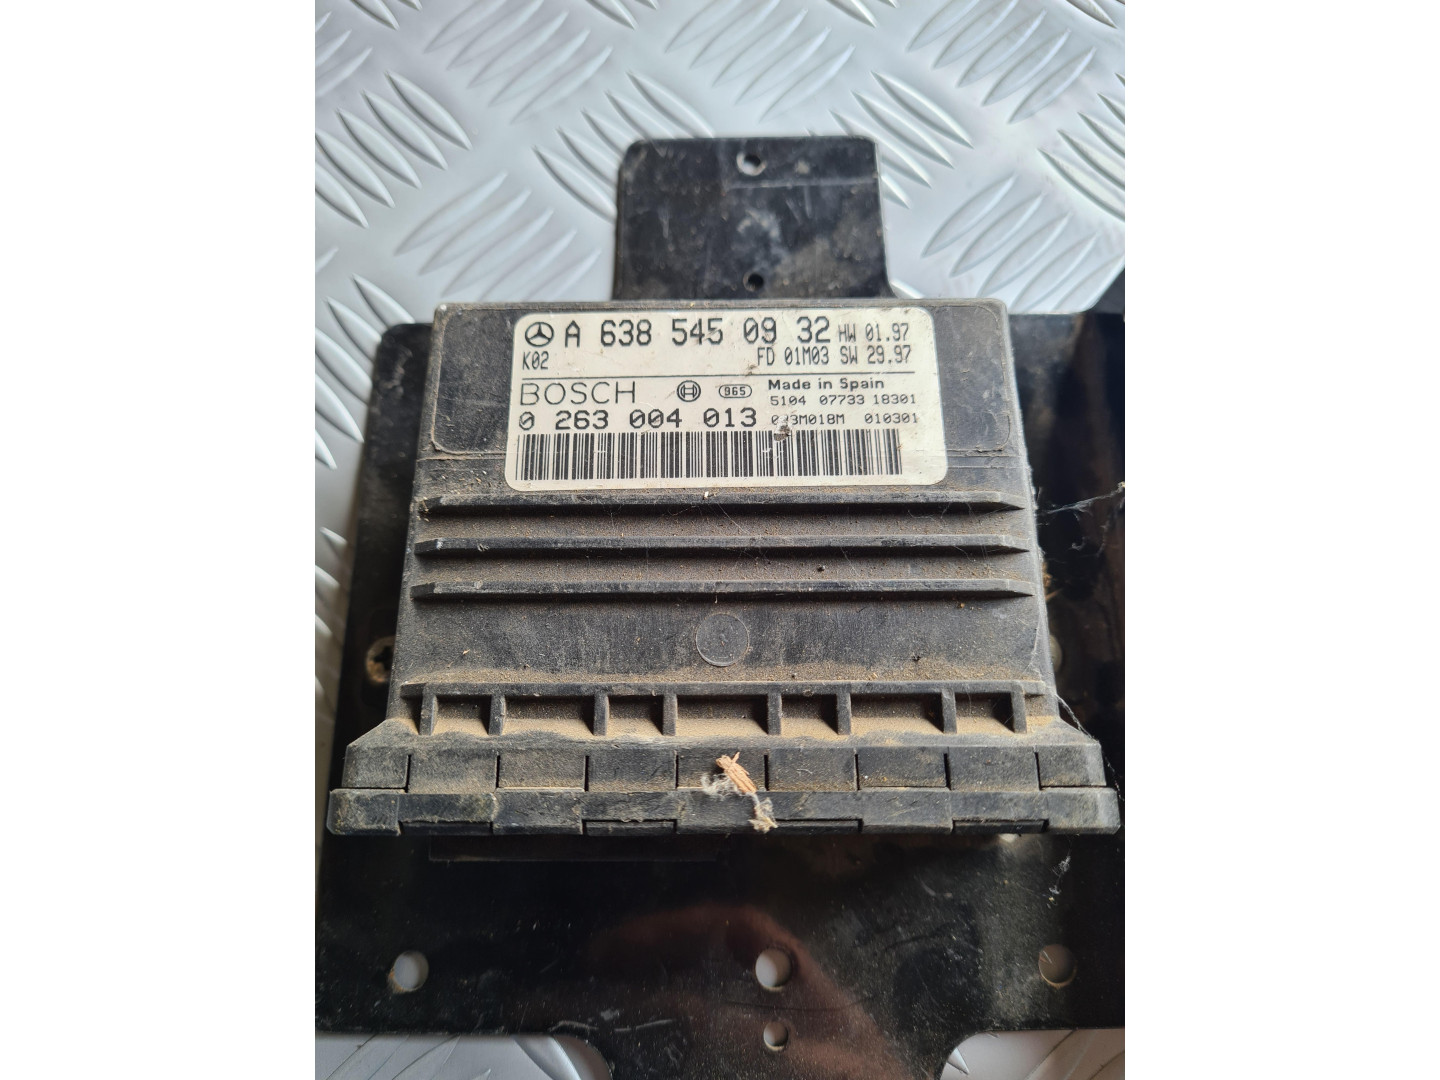 A 638 545 09 32 HW 01.97
K02 FD 01M03 SW 29.97
BOSCH 965 Made in Spain
5104 07733 18301
0 263 004 013 010301